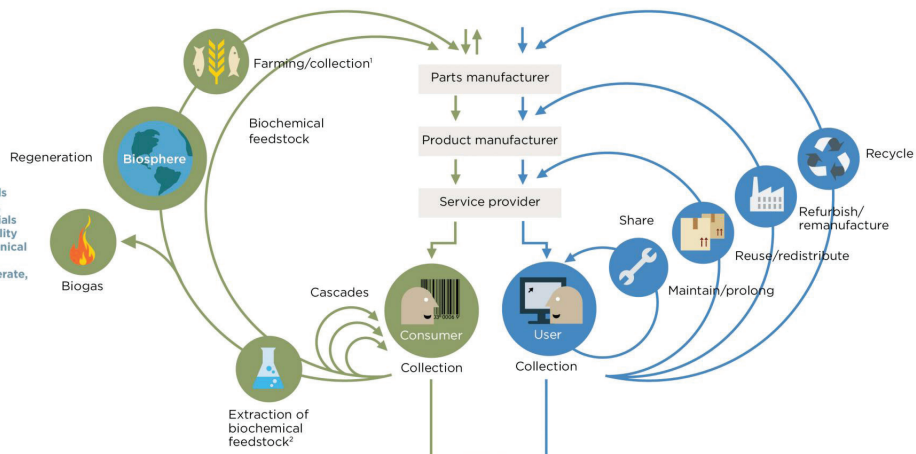 Farming/collection¹
Parts manufacturer
Biochemical
feedstock
Product manufacturer
Regeneration
Biosphere
Recycle
Service provider
Share
Refurbish/
remanufacture
Reuse/redistribute
Biogas
Cascades
Maintain/prolong
Consumer
User
Collection
Collection
Extraction of
biochemical
feedstock²